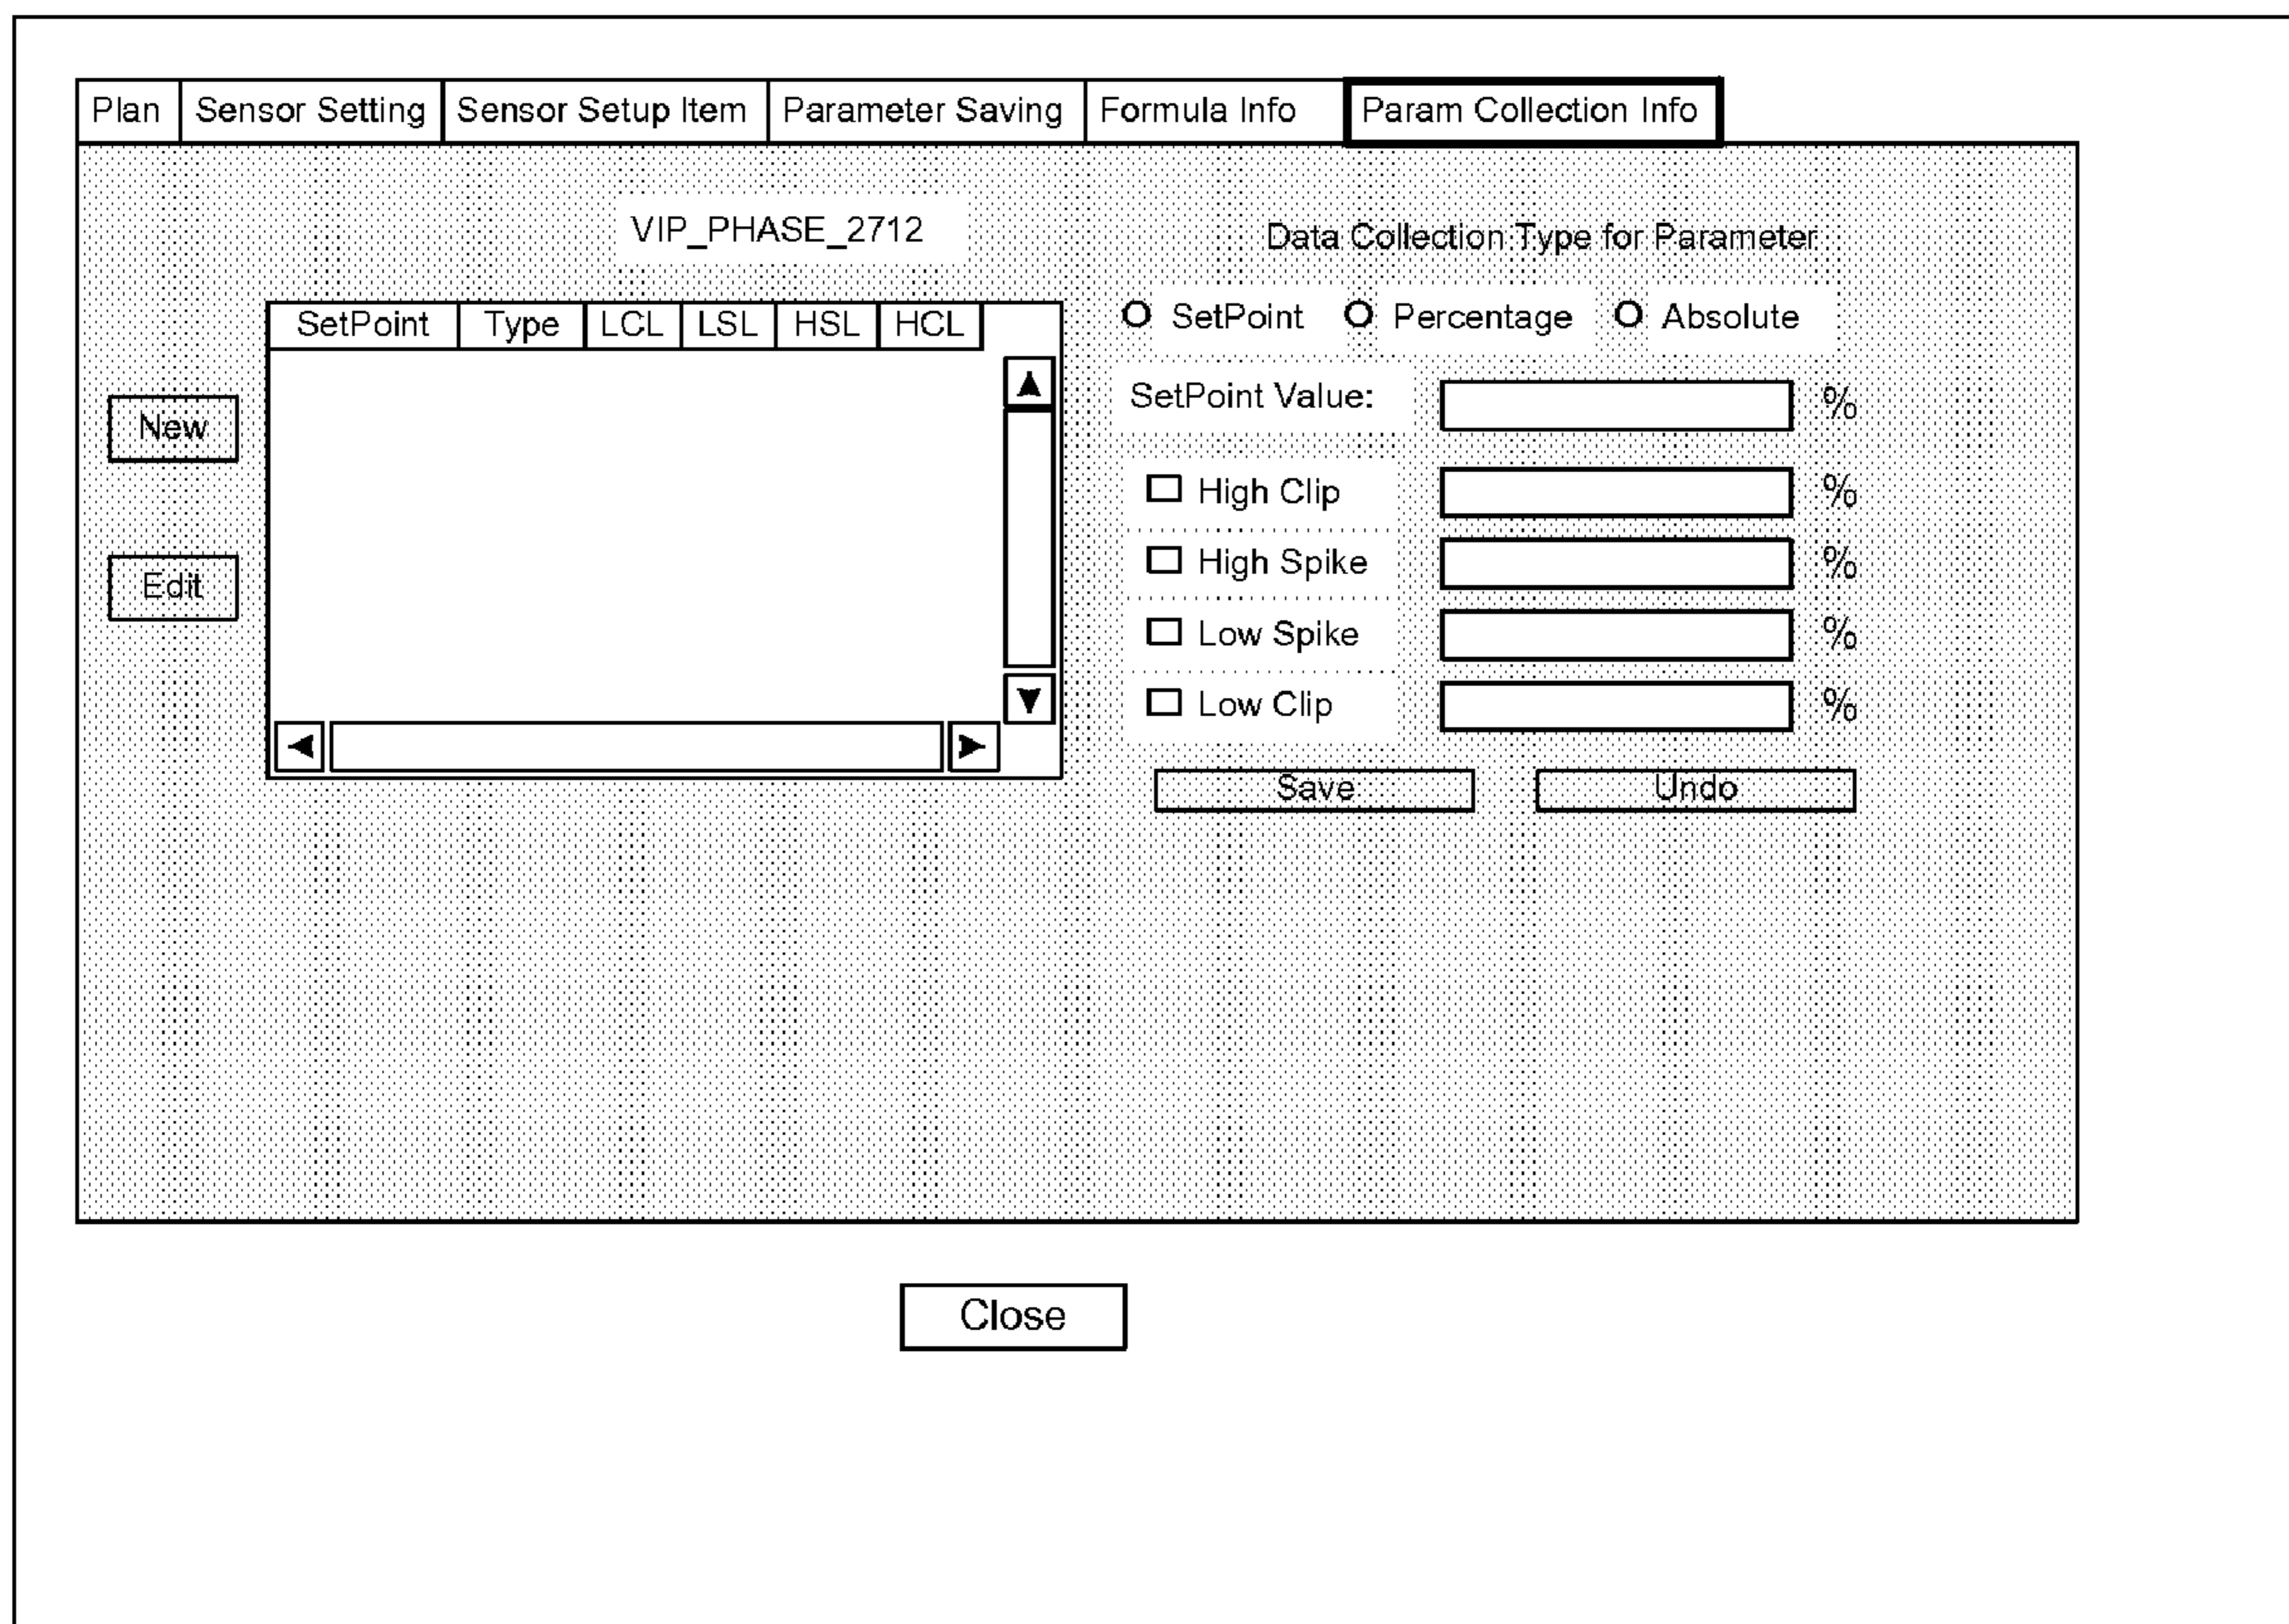 Plan Sensor Setting Sensor Setup Item Parameter Saving Formula Info Param Collection Info
VIP_PHASE_2712
SetPoint Type LCL LSL HSL HCL
New
Edit
Data Collection Type for Parameter
SetPoint Percentage Absolute
SetPoint Value: %
High Clip %
High Spike %
Low Spike %
Low Clip %
Save Undo
Close